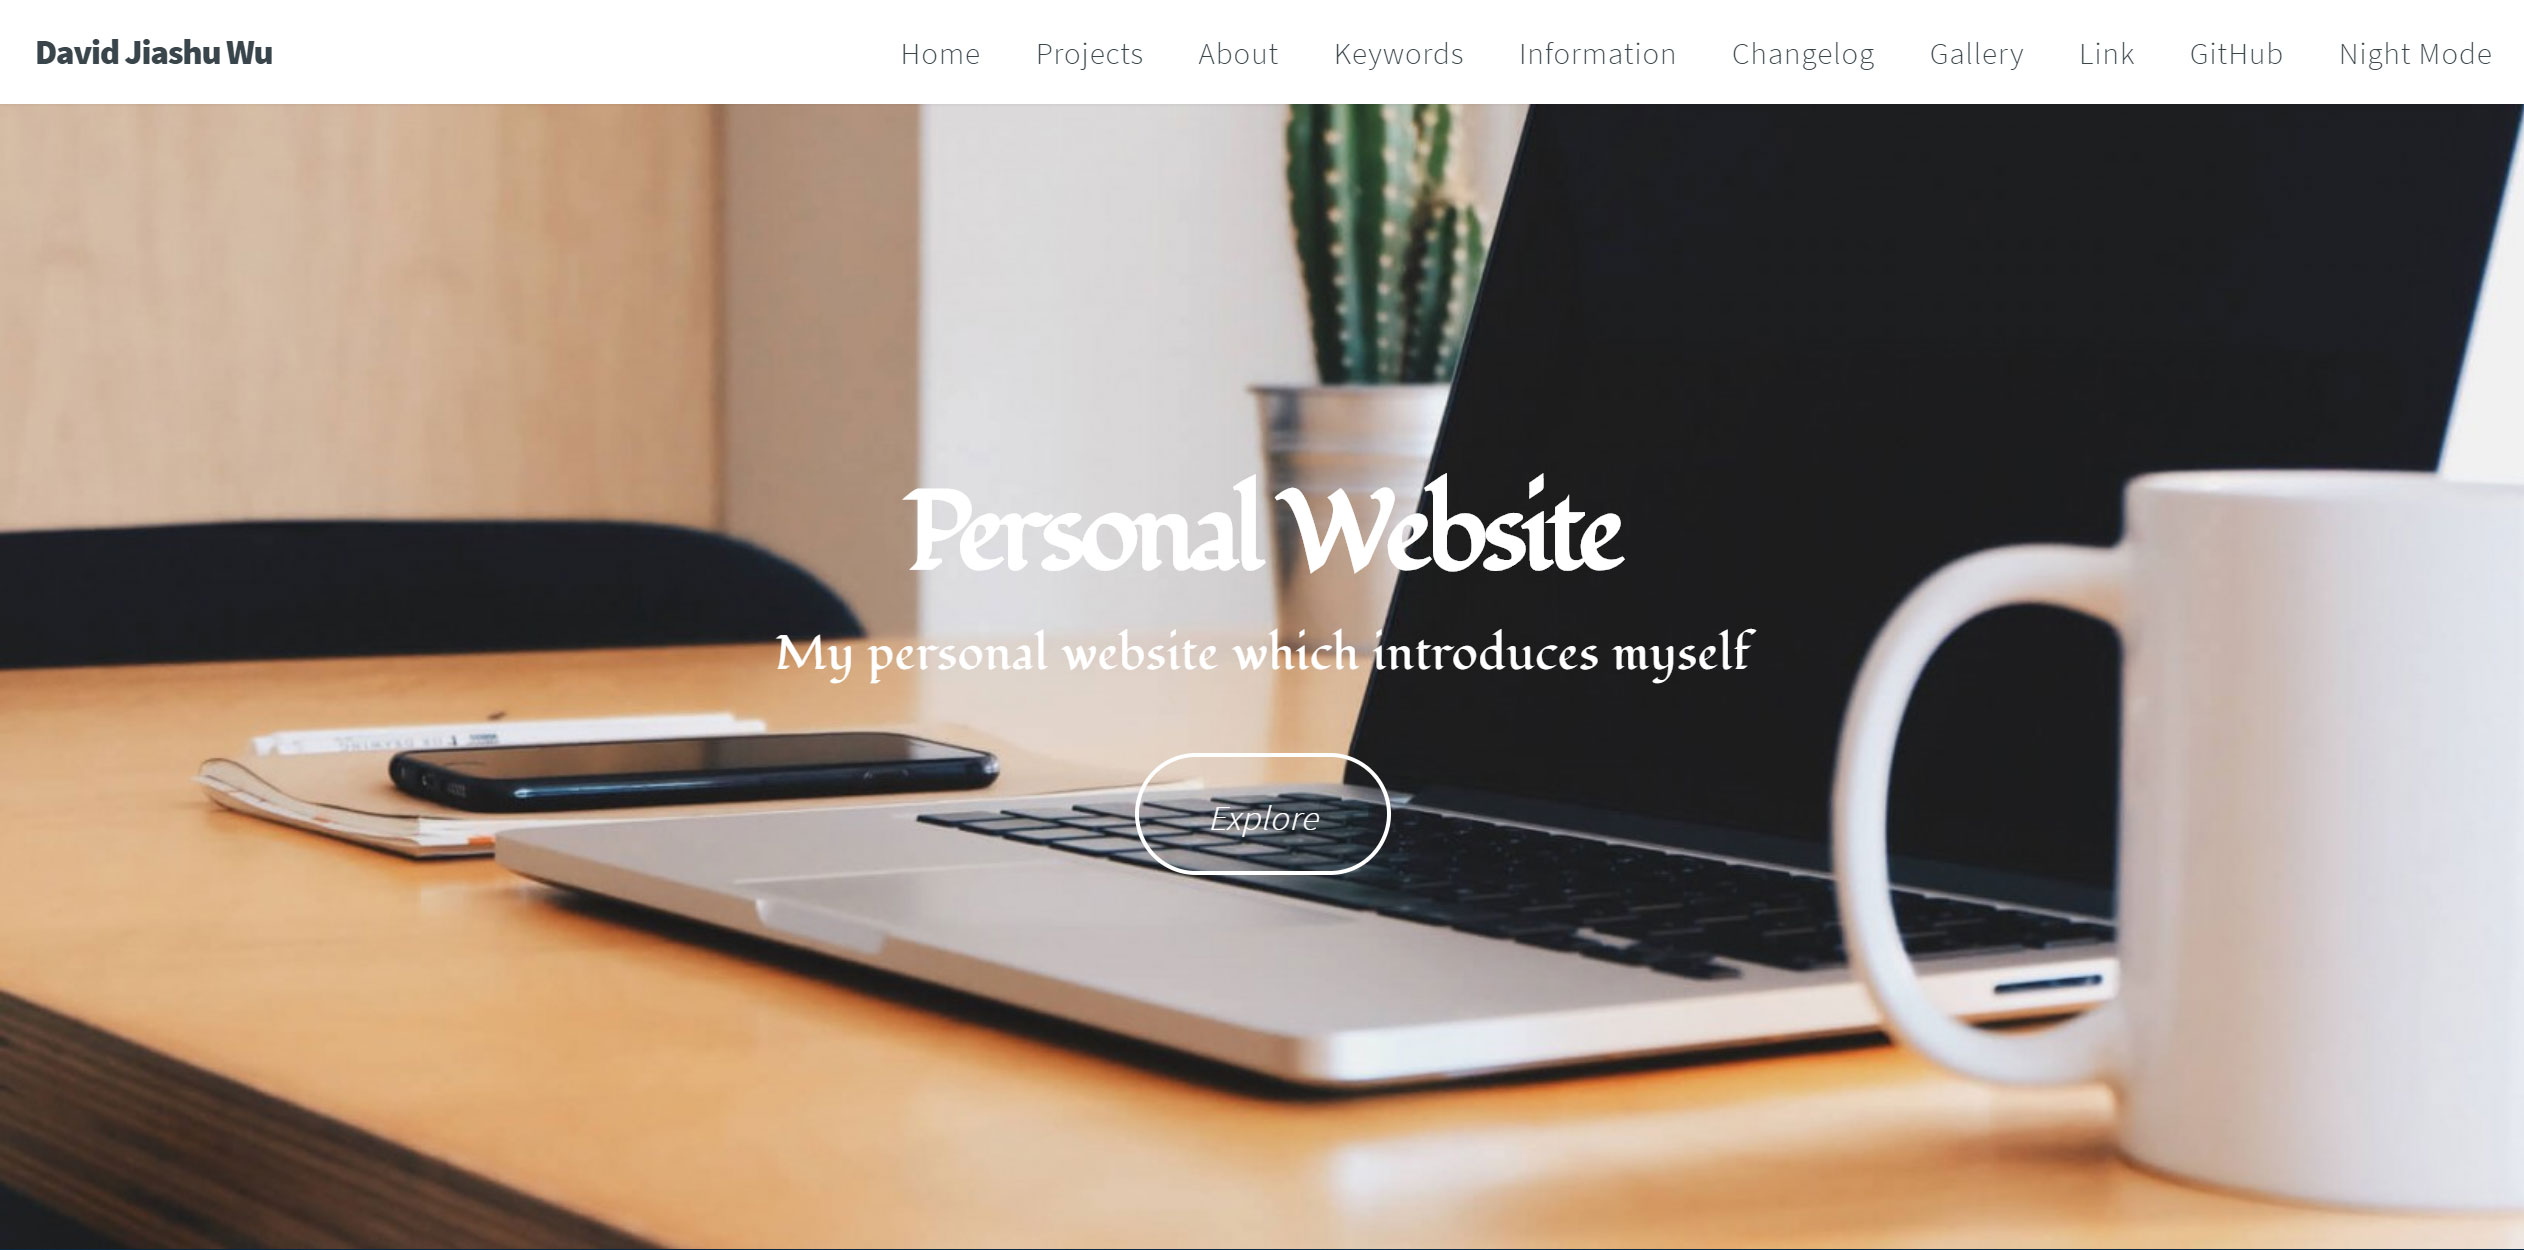 David Jiashu Wu
Home Projects About Keywords Information Changelog Gallery Link GitHub Night Mode
Personal Website
My personal website which introduces myself
Explore